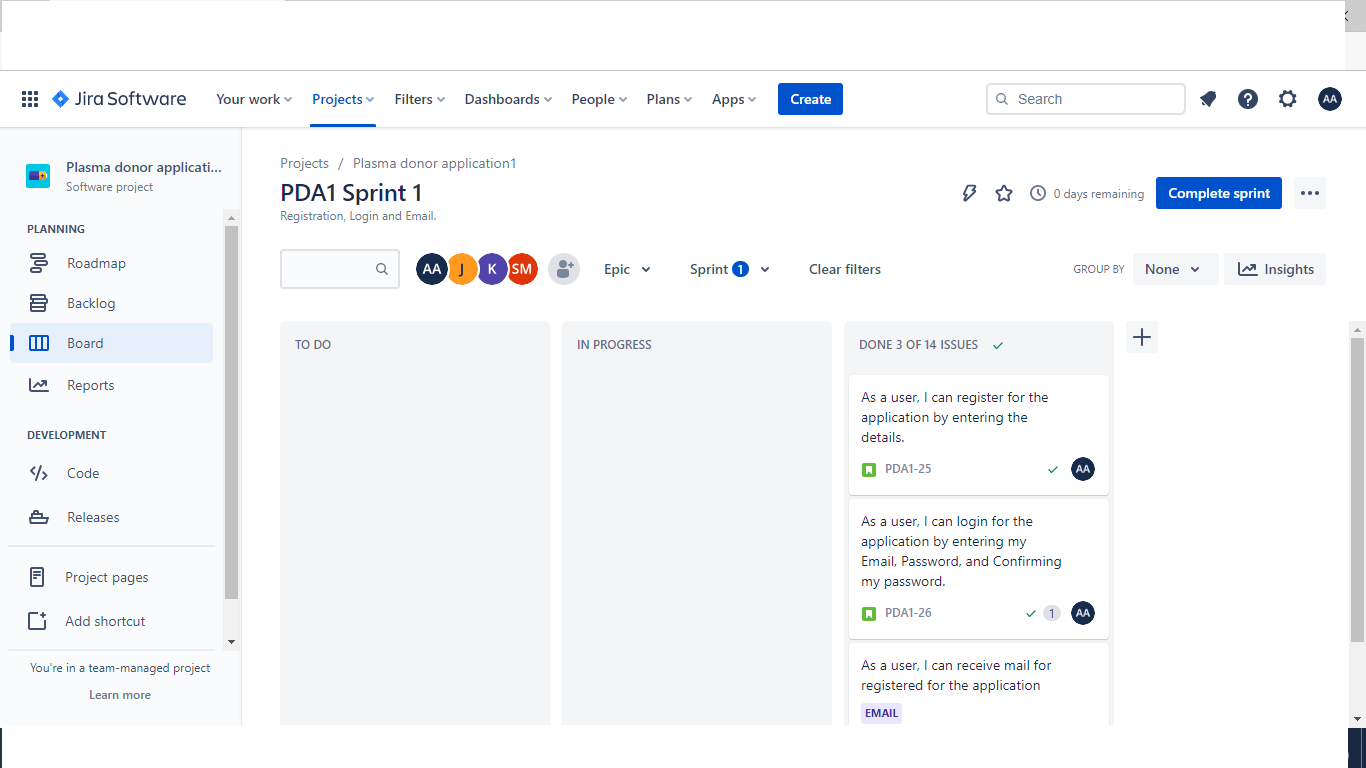 Jira Software
Your work
Projects
Filters
Dashboards
People
Plans
Apps
Create
Search
AA
Plasma donor applicati...
Software project
PLANNING
Roadmap
Backlog
Board
Reports
DEVELOPMENT
Code
Releases
Project pages
Add shortcut
You're in a team-managed project
Learn more
Projects / Plasma donor application1
PDA1 Sprint 1
Registration, Login and Email.
0 days remaining
Complete sprint
AA J K SM
Epic
Sprint 1
Clear filters
GROUP BY
None
Insights
TO DO
IN PROGRESS
DONE 3 OF 14 ISSUES
As a user, I can register for the
application by entering the
details.
PDA1-25
AA
As a user, I can login for the
application by entering my
Email, Password, and Confirming
my password.
PDA1-26
1
AA
As a user, I can receive mail for
registered for the application
EMAIL